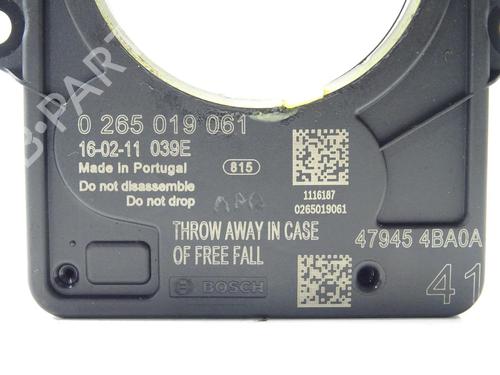 0 265 019 061
16-02-11 039E
Made in Portugal
815
Do not disassemble
Do not drop
1116187
0265019061
THROW AWAY IN CASE
OF FREE FALL
47945 4BA0A
BOSCH
41
B-PARTS